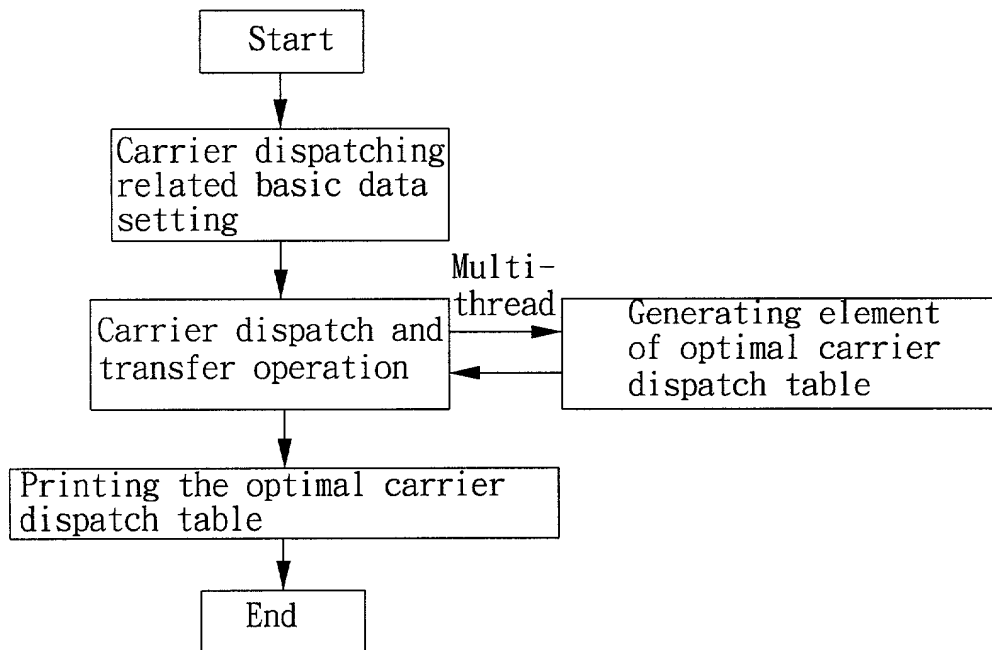 Start
Carrier dispatching
related basic data
setting
Multi-
thread
Carrier dispatch and
transfer operation
Generating element
of optimal carrier
dispatch table
Printing the optimal carrier
dispatch table
End